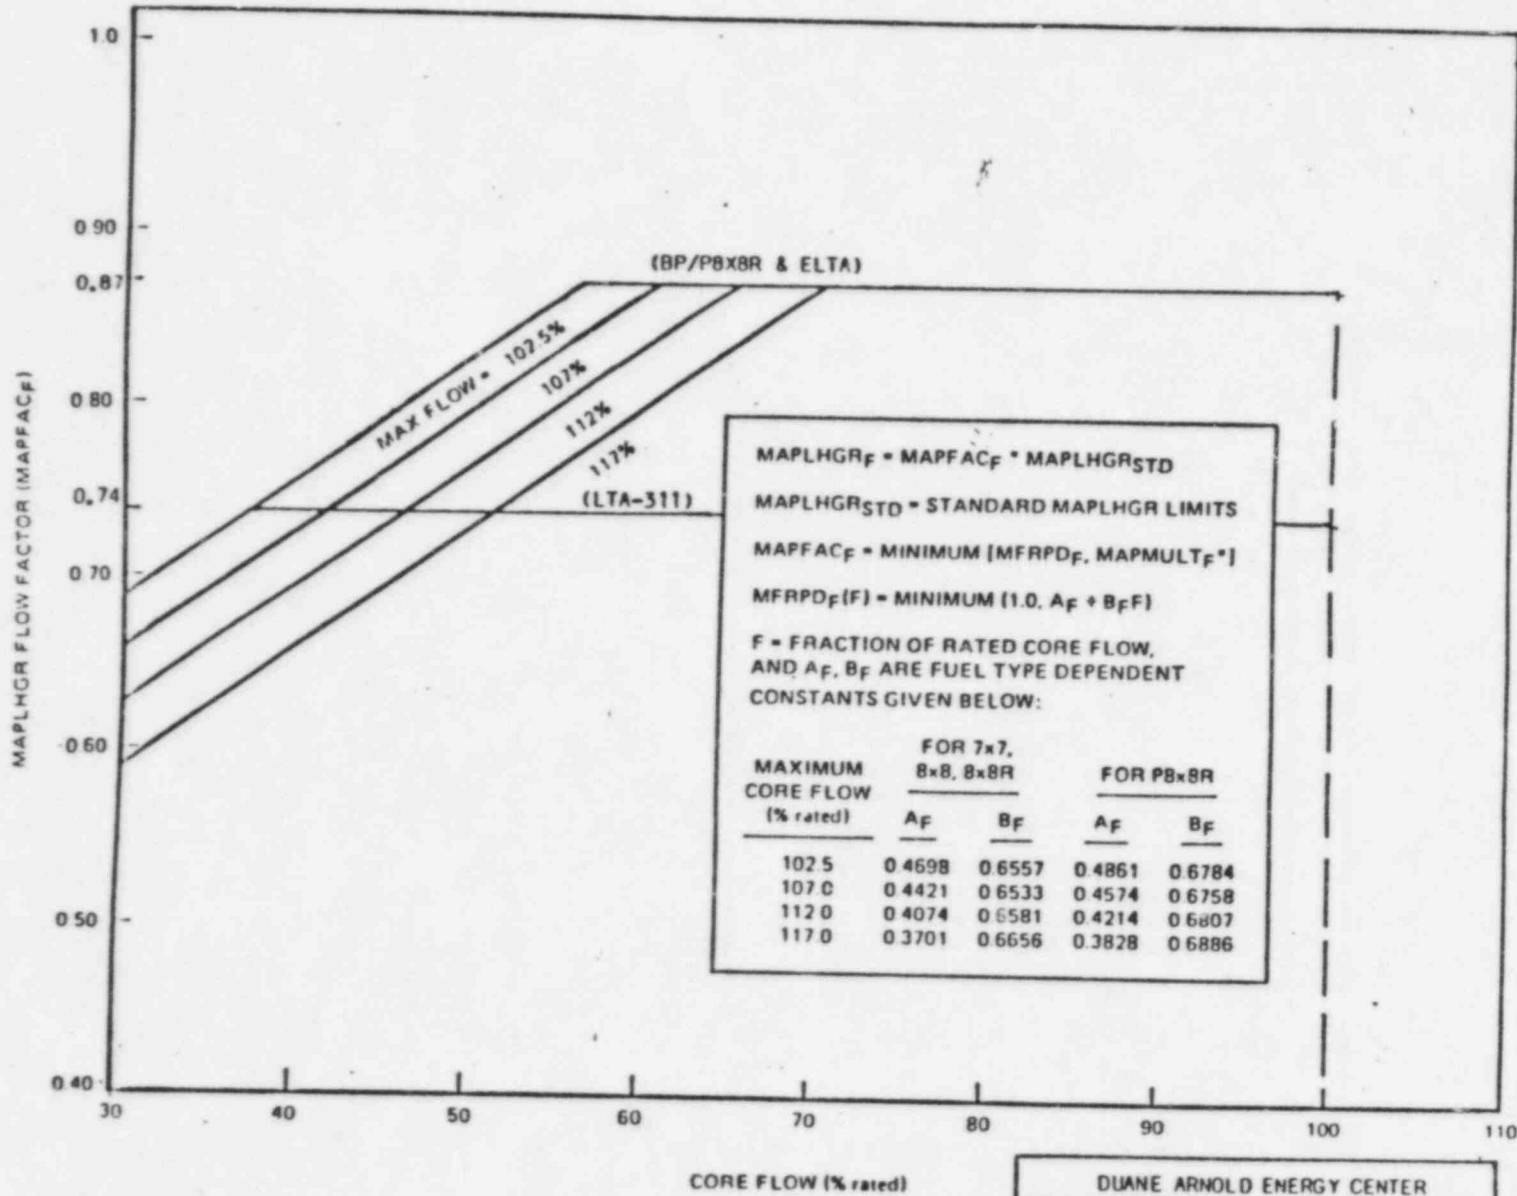 1.0
0.90
0.87
0.80
0.74
0.70
0.60
0.50
0.40
MAPLHGR FLOW FACTOR (MAPFACF)
(BP/P8X8R & ELTA)
MAX FLOW = 102.5%
107%
112%
117%
(LTA-311)
MAPLHGRF = MAPFACF * MAPLHGRSTD
MAPLHGRSTD = STANDARD MAPLHGR LIMITS
MAPFACF = MINIMUM [MFRPDF, MAPMULTF*]
MFRPDF(F) = MINIMUM (1.0, AF + BFF)
F = FRACTION OF RATED CORE FLOW,
AND AF, BF ARE FUEL TYPE DEPENDENT
CONSTANTS GIVEN BELOW:
FOR 7x7,
8x8, 8x8R
FOR P8x8R
MAXIMUM
CORE FLOW
(% rated)
AF BF AF BF
102.5 0.4698 0.6557 0.4861 0.6784
107.0 0.4421 0.6533 0.4574 0.6758
112.0 0.4074 0.6581 0.4214 0.6807
117.0 0.3701 0.6656 0.3828 0.6886
30 40 50 60 70 80 90 100 110
CORE FLOW (% rated)
DUANE ARNOLD ENERGY CENTER